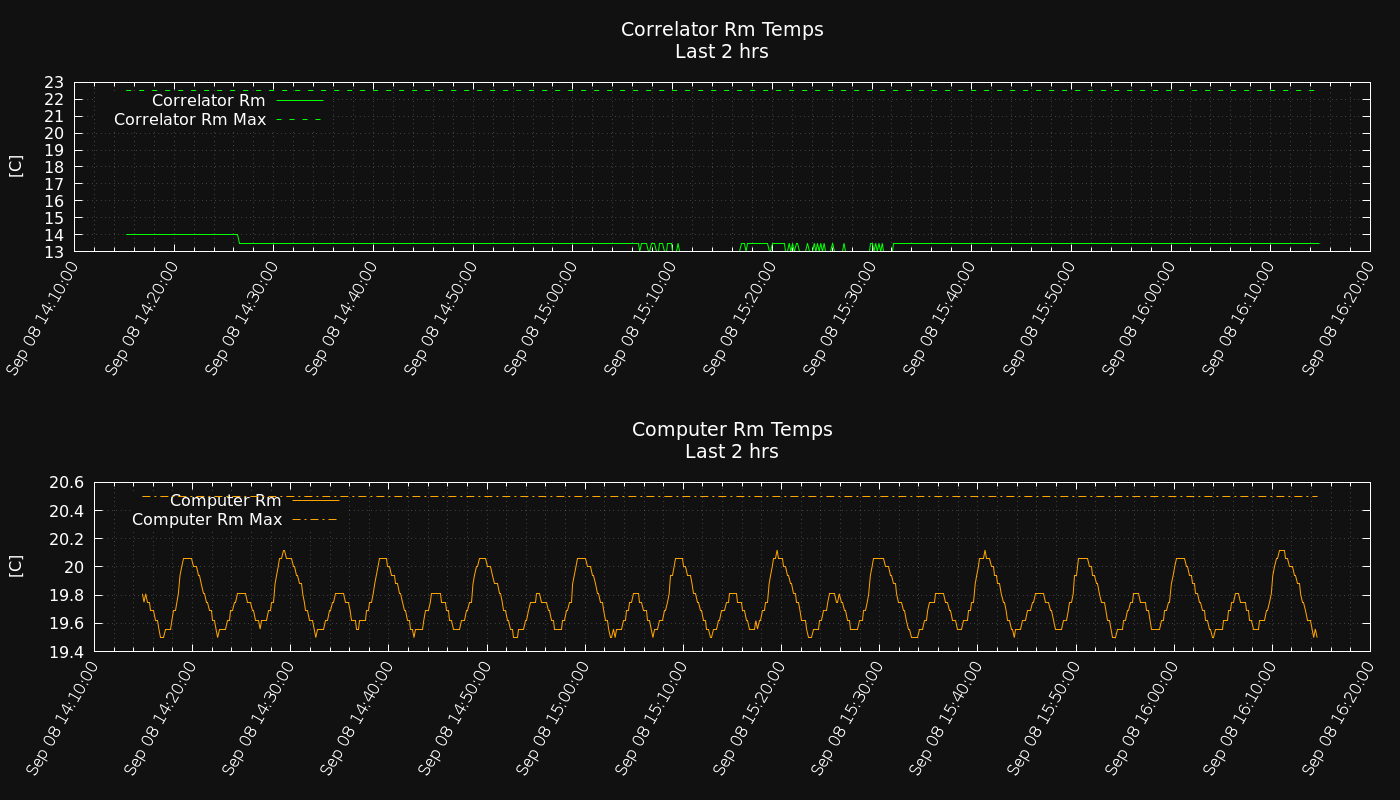 Correlator Rm Temps
Last 2 hrs
23
22
21
20
19
18
17
16
15
14
13
[C]
Correlator Rm
Correlator Rm Max
Sep 08 14:10:00
Sep 08 14:20:00
Sep 08 14:30:00
Sep 08 14:40:00
Sep 08 14:50:00
Sep 08 15:00:00
Sep 08 15:10:00
Sep 08 15:20:00
Sep 08 15:30:00
Sep 08 15:40:00
Sep 08 15:50:00
Sep 08 16:00:00
Sep 08 16:10:00
Sep 08 16:20:00
Computer Rm Temps
Last 2 hrs
20.6
20.4
20.2
20
19.8
19.6
19.4
[C]
Computer Rm
Computer Rm Max
Sep 08 14:10:00
Sep 08 14:20:00
Sep 08 14:30:00
Sep 08 14:40:00
Sep 08 14:50:00
Sep 08 15:00:00
Sep 08 15:10:00
Sep 08 15:20:00
Sep 08 15:30:00
Sep 08 15:40:00
Sep 08 15:50:00
Sep 08 16:00:00
Sep 08 16:10:00
Sep 08 16:20:00